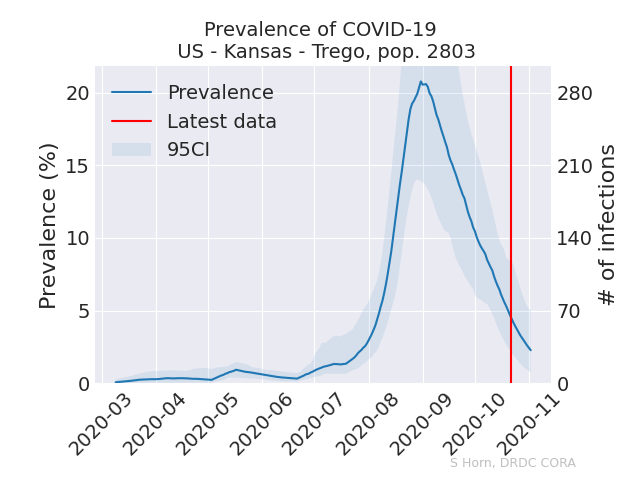 Prevalence of COVID-19
US - Kansas - Trego, pop. 2803
Prevalence
Latest data
95CI
Prevalence (%)
20
15
10
5
0
# of infections
280
210
140
70
0
2020-03
2020-04
2020-05
2020-06
2020-07
2020-08
2020-09
2020-10
2020-11
S Horn, DRDC CORA